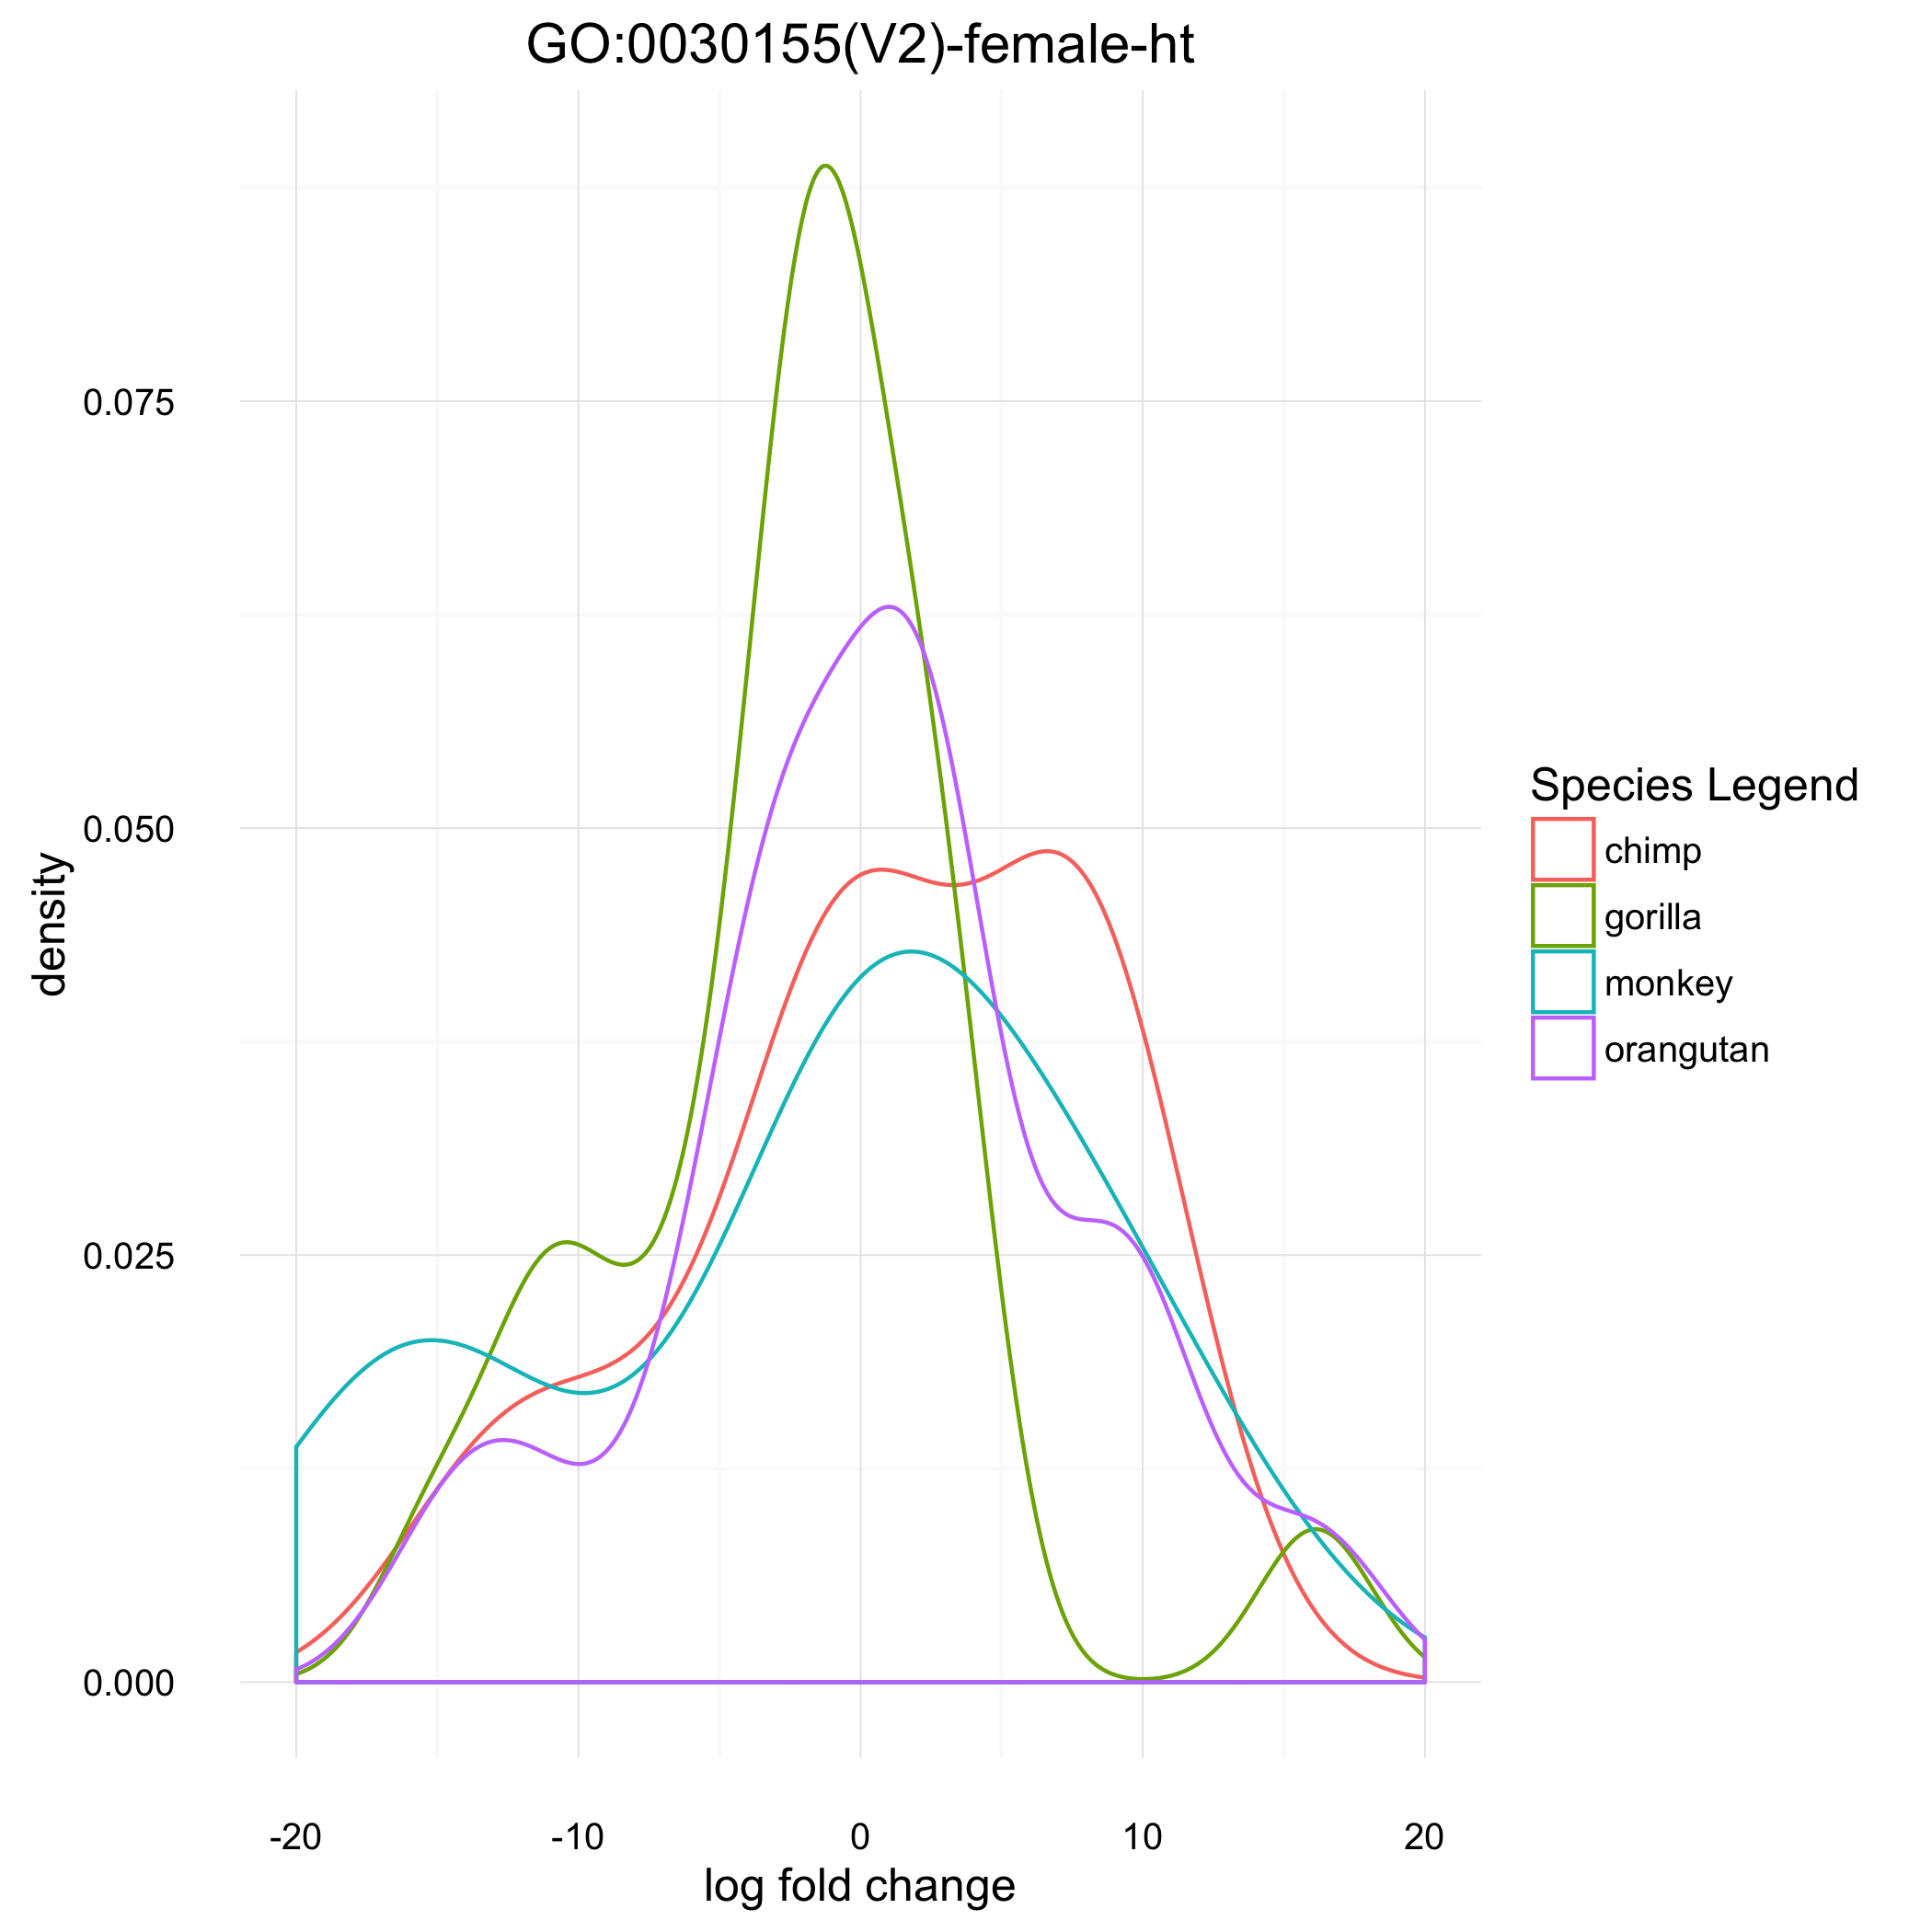 GO:0030155(V2)-female-ht
0.075
0.050
0.025
0.000
density
-20
-10
0
10
20
log fold change
Species Legend
chimp
gorilla
monkey
orangutan